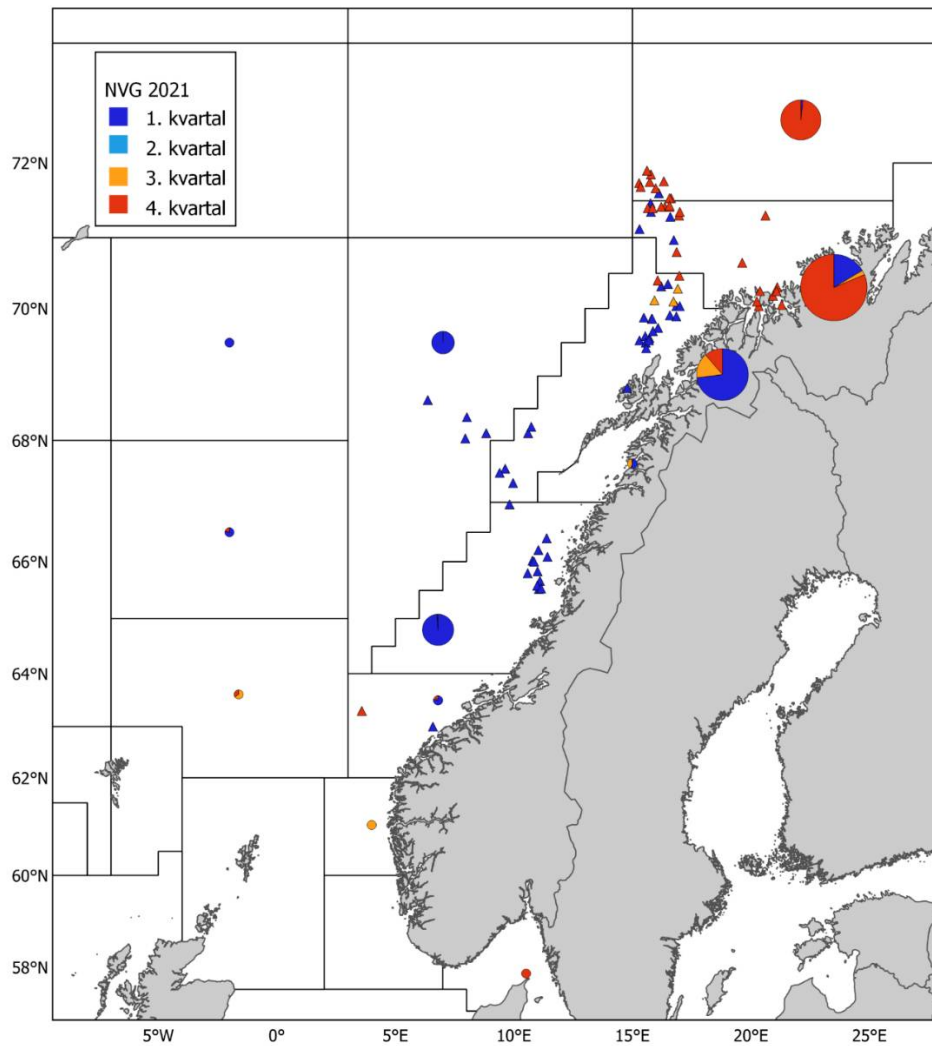 NVG 2021
1. kvartal
2. kvartal
3. kvartal
4. kvartal
72°N
70°N
68°N
66°N
64°N
62°N
60°N
58°N
5°W 0° 5°E 10°E 15°E 20°E 25°E